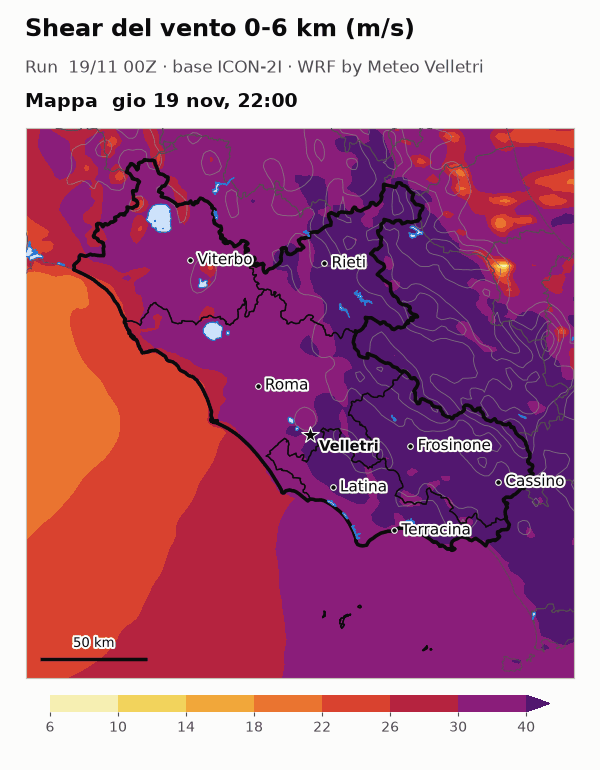 Shear del vento 0-6 km (m/s)
Run  19/11 00Z · base ICON-2I · WRF by Meteo Velletri
Mappa  gio 19 nov, 22:00
Viterbo
Rieti
Roma
Velletri
Frosinone
Latina
Cassino
Terracina
50 km
6 10 14 18 22 26 30 40